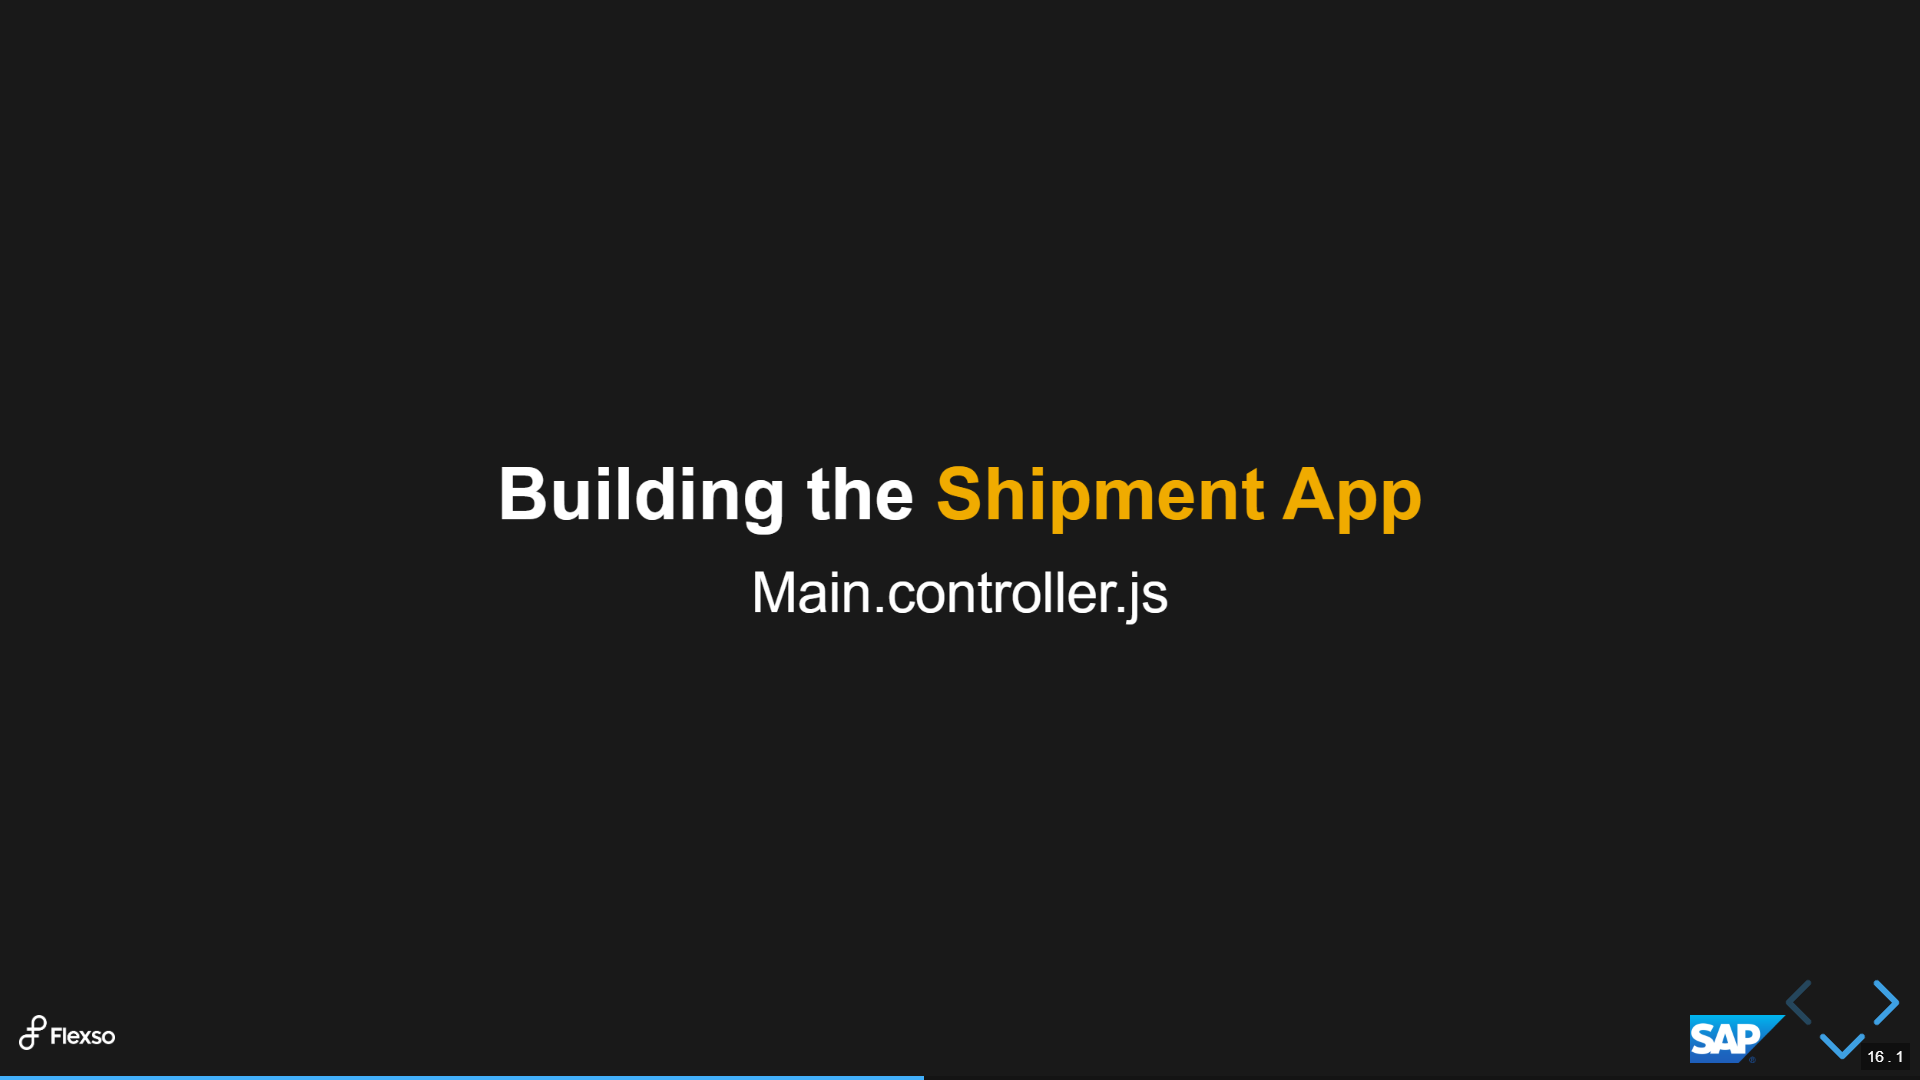 Building the Shipment App
Main.controller.js
Flexso
SAP
16 . 1